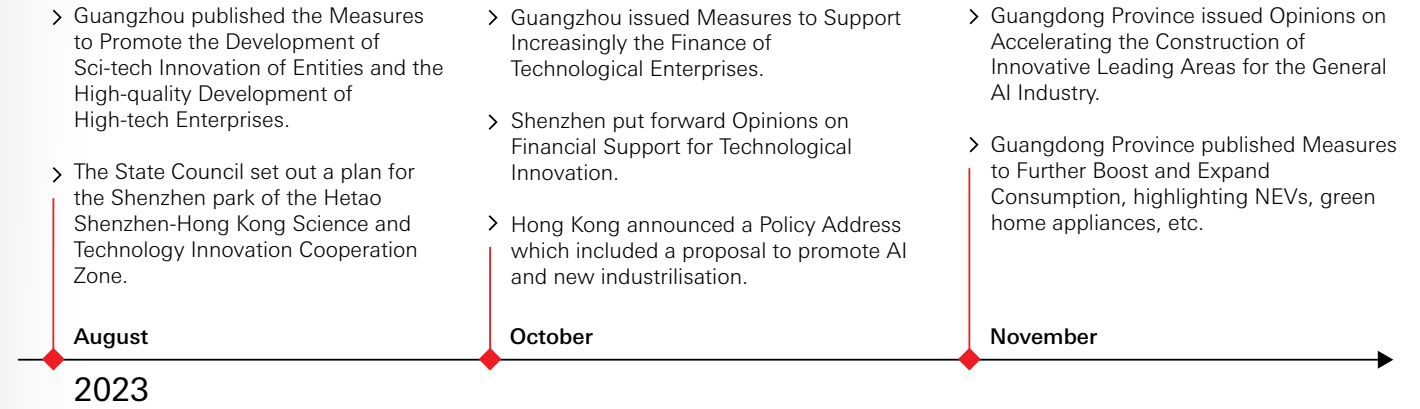 Guangzhou published the Measures
to Promote the Development of
Sci-tech Innovation of Entities and the
High-quality Development of
High-tech Enterprises.
The State Council set out a plan for
the Shenzhen park of the Hetao
Shenzhen-Hong Kong Science and
Technology Innovation Cooperation
Zone.
August
2023
Guangzhou issued Measures to Support
Increasingly the Finance of
Technological Enterprises.
Shenzhen put forward Opinions on
Financial Support for Technological
Innovation.
Hong Kong announced a Policy Address
which included a proposal to promote AI
and new industrilisation.
October
Guangdong Province issued Opinions on
Accelerating the Construction of
Innovative Leading Areas for the General
AI Industry.
Guangdong Province published Measures
to Further Boost and Expand
Consumption, highlighting NEVs, green
home appliances, etc.
November